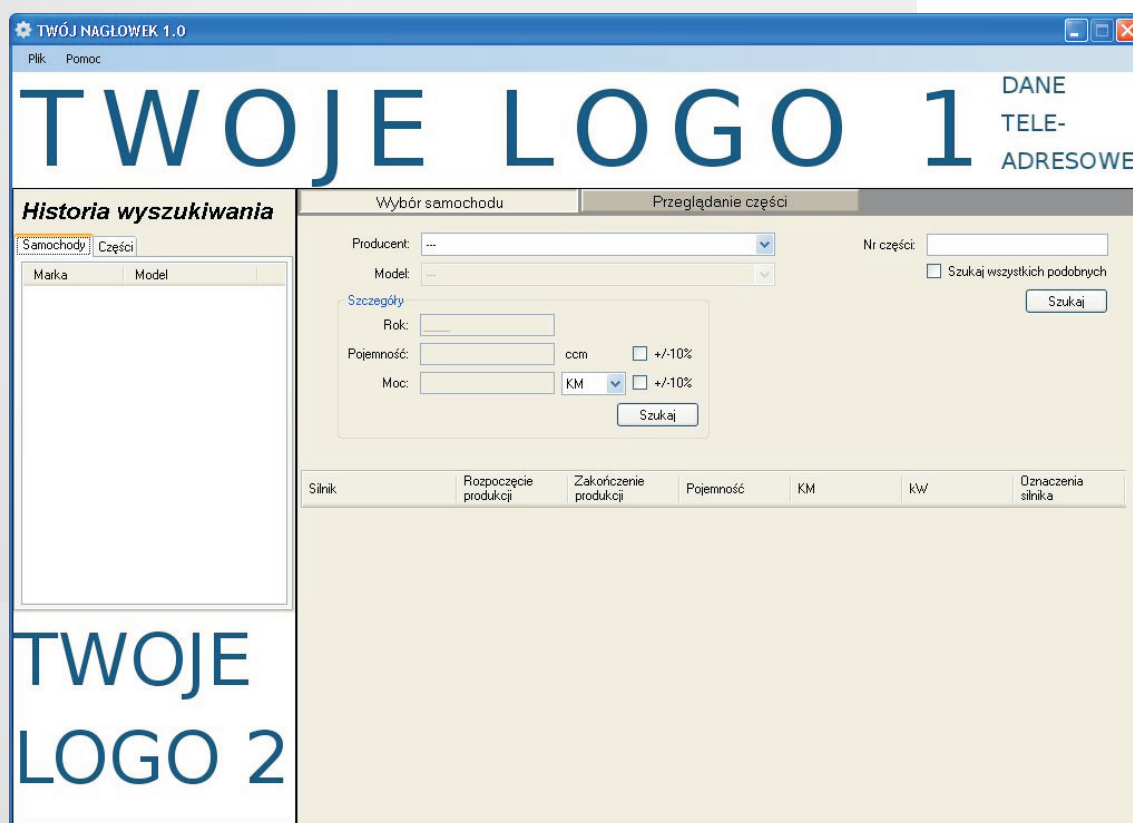 TWÓJ NAGŁOWEK 1.0
Plik Pomoc
TWOJE LOGO 1
DANE
TELE-
ADRESOWE
Historia wyszukiwania
Samochody Części
Marka Model
TWOJE
LOGO 2
Wybór samochodu Przeglądanie części
Producent: ---
Model: ---
Szczegóły
Rok: ____
Pojemność: ccm +/-10%
Moc: KM +/-10%
Szukaj
Nr części:
Szukaj wszystkich podobnych
Szukaj
Silnik Rozpoczęcie produkcji Zakończenie produkcji Pojemność KM kW Oznaczenia silnika